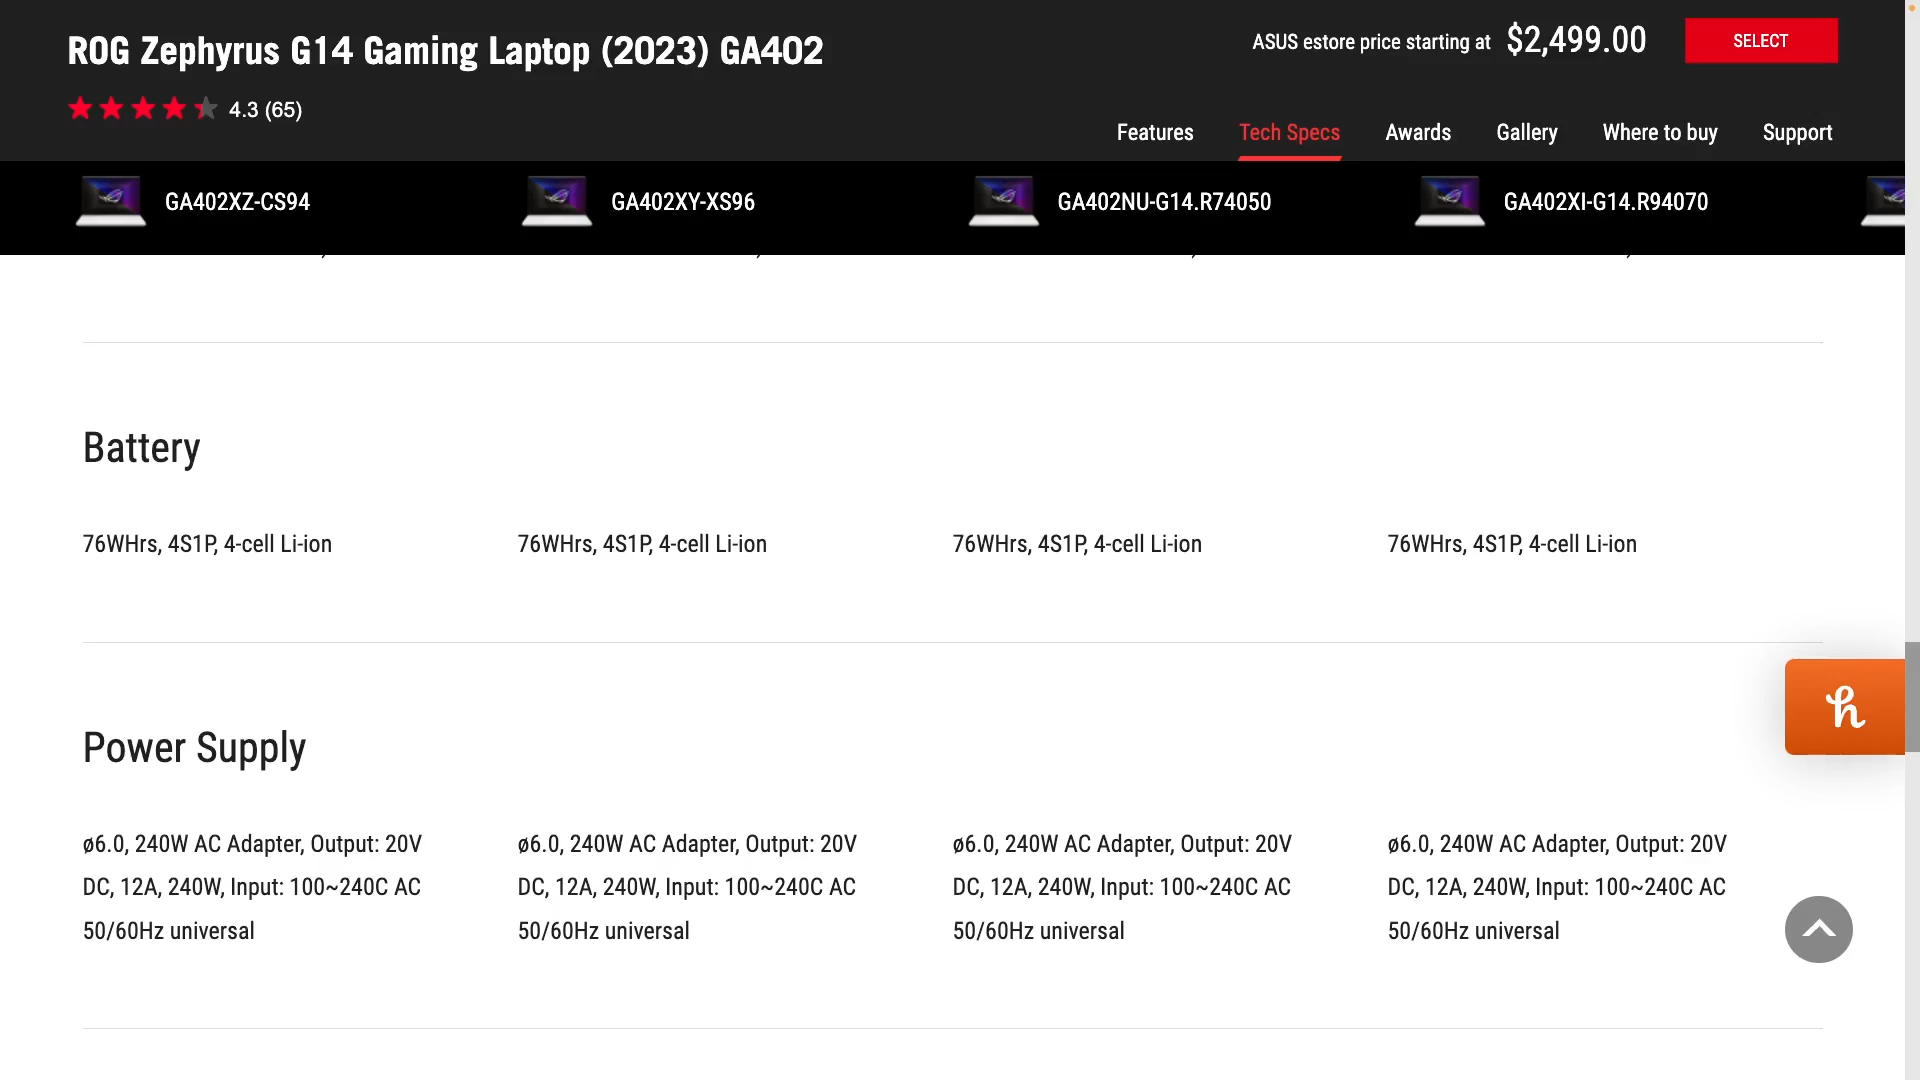 ROG Zephyrus G14 Gaming Laptop (2023) GA402
ASUS estore price starting at $2,499.00
SELECT
4.3 (65)
Features Tech Specs Awards Gallery Where to buy Support
GA402XZ-CS94 GA402XY-XS96 GA402NU-G14.R74050 GA402XI-G14.R94070
Battery
76WHrs, 4S1P, 4-cell Li-ion 76WHrs, 4S1P, 4-cell Li-ion 76WHrs, 4S1P, 4-cell Li-ion 76WHrs, 4S1P, 4-cell Li-ion
Power Supply
ø6.0, 240W AC Adapter, Output: 20V ø6.0, 240W AC Adapter, Output: 20V ø6.0, 240W AC Adapter, Output: 20V ø6.0, 240W AC Adapter, Output: 20V
DC, 12A, 240W, Input: 100~240C AC DC, 12A, 240W, Input: 100~240C AC DC, 12A, 240W, Input: 100~240C AC DC, 12A, 240W, Input: 100~240C AC
50/60Hz universal 50/60Hz universal 50/60Hz universal 50/60Hz universal